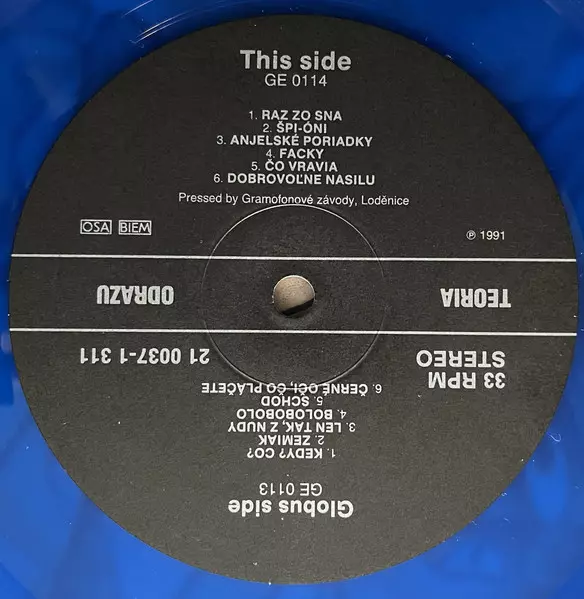 This side
GE 0114
1. RAZ ZO SNA
2. ŠPI-ÓNI
3. ANJELSKÉ PORIADKY
4. FACKY
5. ČO VRAVIA
6. DOBROVOĽNE NASILU
Pressed by Gramofonové závody, Loděnice
OSA BIEM
℗ 1991
TEORIA ODRAZU
33 RPM
STEREO
21 0037-1 311
Globus side
GE 0113
1. KEDY? CO?
2. ZEMIAK
3. LEN TAK, Z NUDY
4. BOLOBOBOLO
5. SCHOD
6. ČERNÉ OČI, ČO PLÁČETE